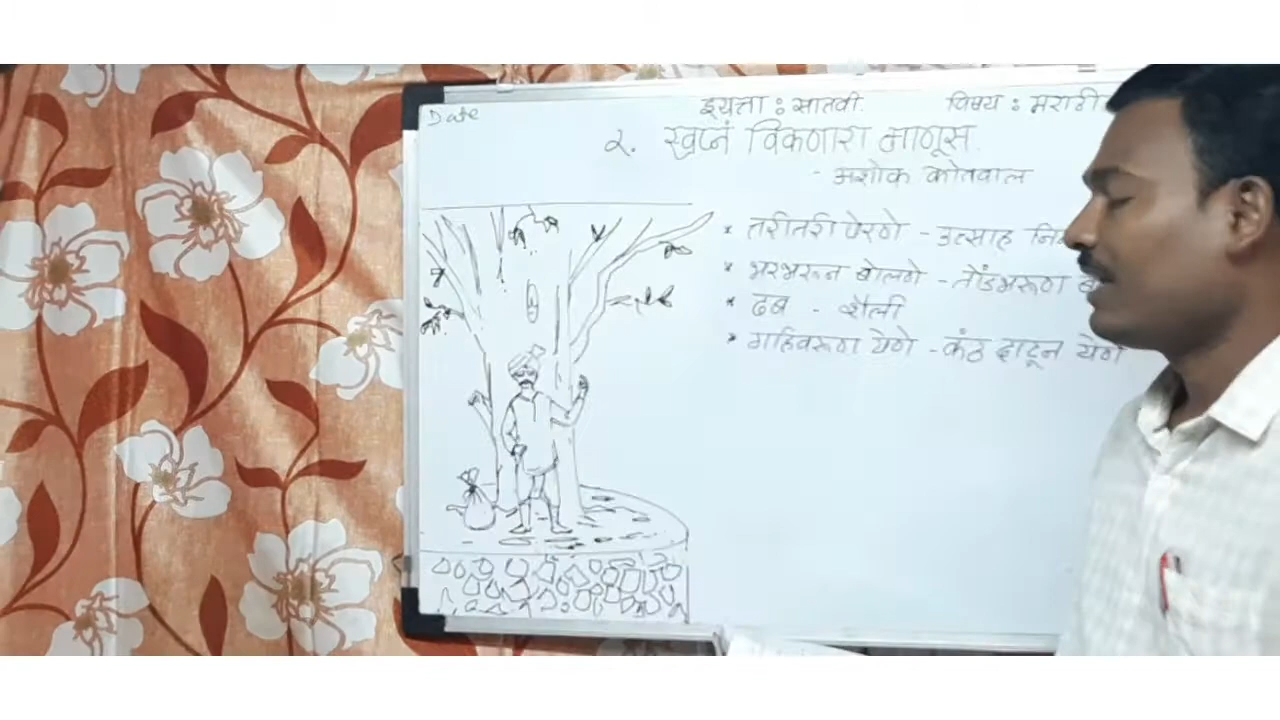 Date
इयत्ता : सातवी. विषय : मराठी
२. स्वप्नं विकणारा माणूस.
- अशोक कोतवाल
* तरीतरी पेरणे - उत्साह
* भरभरून बोलणे - तोंडभरून
* ढब - शैली
* गहिवरून येणे - कंठ दाटून येणे